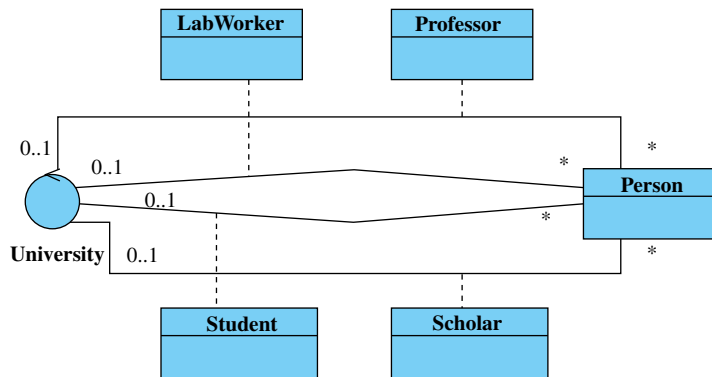 LabWorker
Professor
0..1
*
0..1
*
Person
0..1
*
University
0..1
*
Student
Scholar